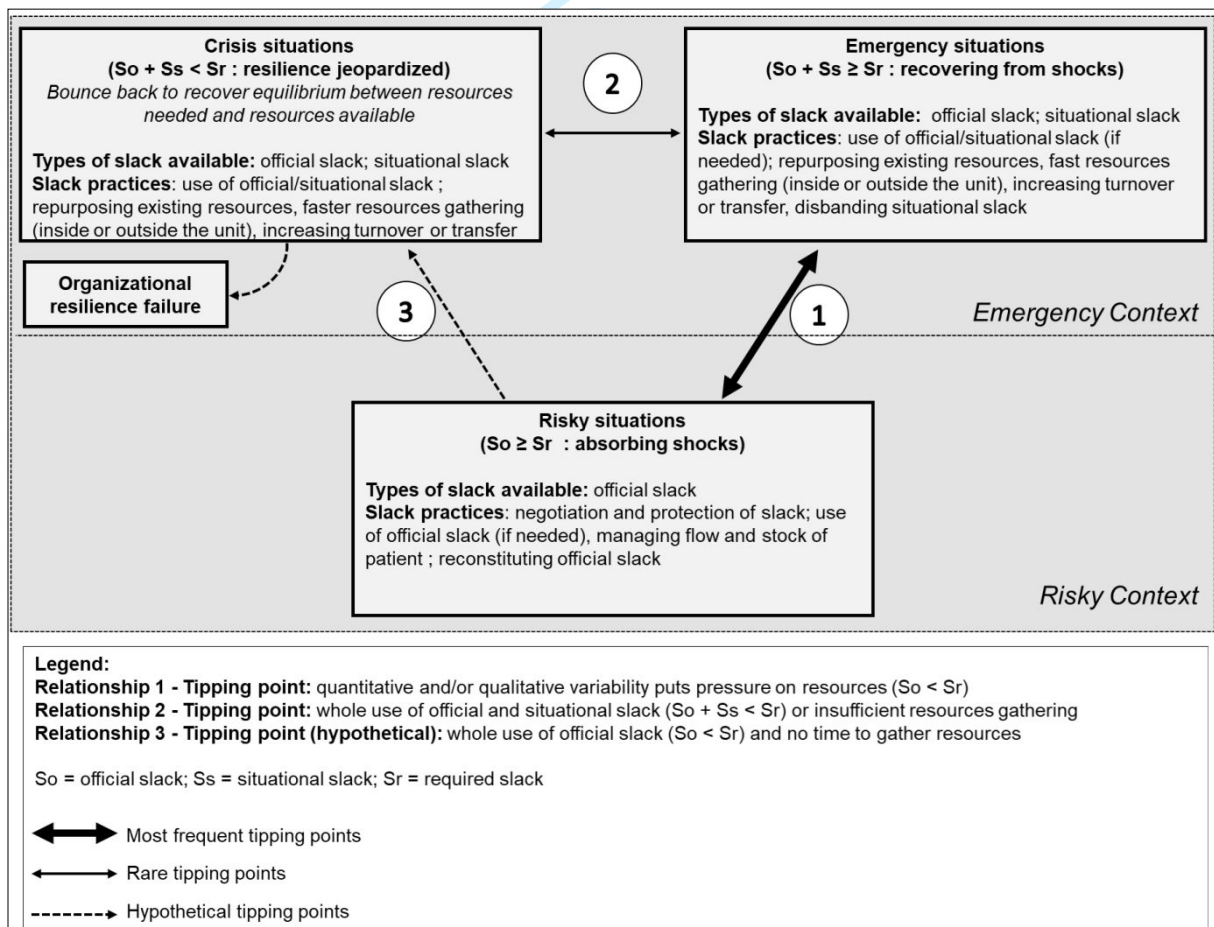 Crisis situations
(So + Ss < Sr : resilience jeopardized)
Bounce back to recover equilibrium between resources
needed and resources available
Types of slack available: official slack; situational slack
Slack practices: use of official/situational slack ;
repurposing existing resources, faster resources gathering
(inside or outside the unit), increasing turnover or transfer
2
Emergency situations
(So + Ss ≥ Sr : recovering from shocks)
Types of slack available: official slack; situational slack
Slack practices: use of official/situational slack (if
needed); repurposing existing resources, fast resources
gathering (inside or outside the unit), increasing turnover
or transfer, disbanding situational slack
Organizational
resilience failure
3
1
Emergency Context
Risky situations
(So ≥ Sr : absorbing shocks)
Types of slack available: official slack
Slack practices: negotiation and protection of slack; use
of official slack (if needed), managing flow and stock of
patient ; reconstituting official slack
Risky Context
Legend:
Relationship 1 - Tipping point: quantitative and/or qualitative variability puts pressure on resources (So < Sr)
Relationship 2 - Tipping point: whole use of official and situational slack (So + Ss < Sr) or insufficient resources gathering
Relationship 3 - Tipping point (hypothetical): whole use of official slack (So < Sr) and no time to gather resources
So = official slack; Ss = situational slack; Sr = required slack
Most frequent tipping points
Rare tipping points
Hypothetical tipping points